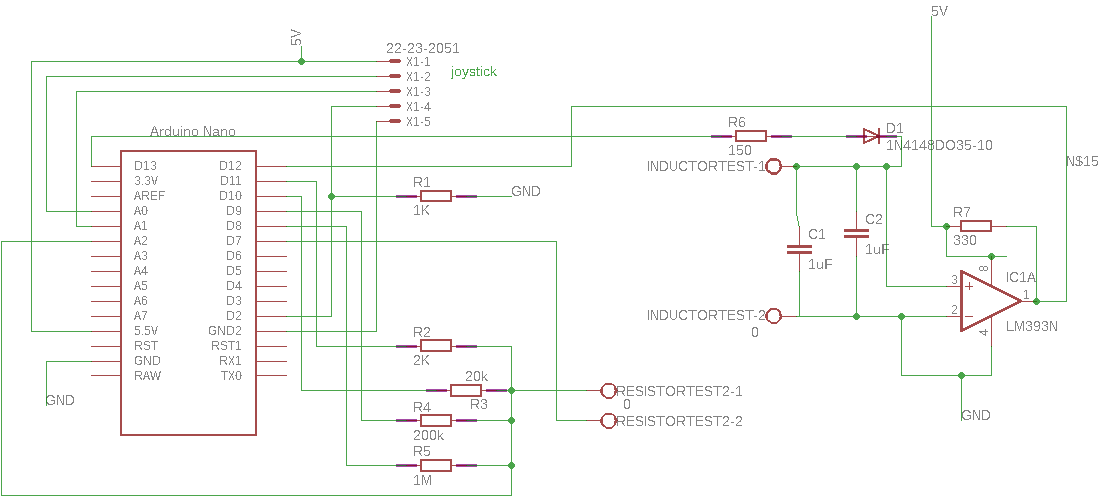 5V
5V
22-23-2051
X1-1
X1-2
joystick
X1-3
X1-4
X1-5
Arduino Nano
R6
150
D1
1N4148DO35-10
INDUCTORTEST-1
N$15
D13 D12
3.3V D11
AREF D10
A0 D9
A1 D8
A2 D7
A3 D6
A4 D5
A5 D4
A6 D3
A7 D2
5.5V GND2
RST RST1
GND RX1
RAW TX0
R1
1K
GND
C1
1uF
C2
1uF
R7
330
8
IC1A
3
+
1
2
-
LM393N
4
INDUCTORTEST-2
0
R2
2K
20k
R3
R4
200k
R5
1M
RESISTORTEST2-1
0
RESISTORTEST2-2
GND
GND